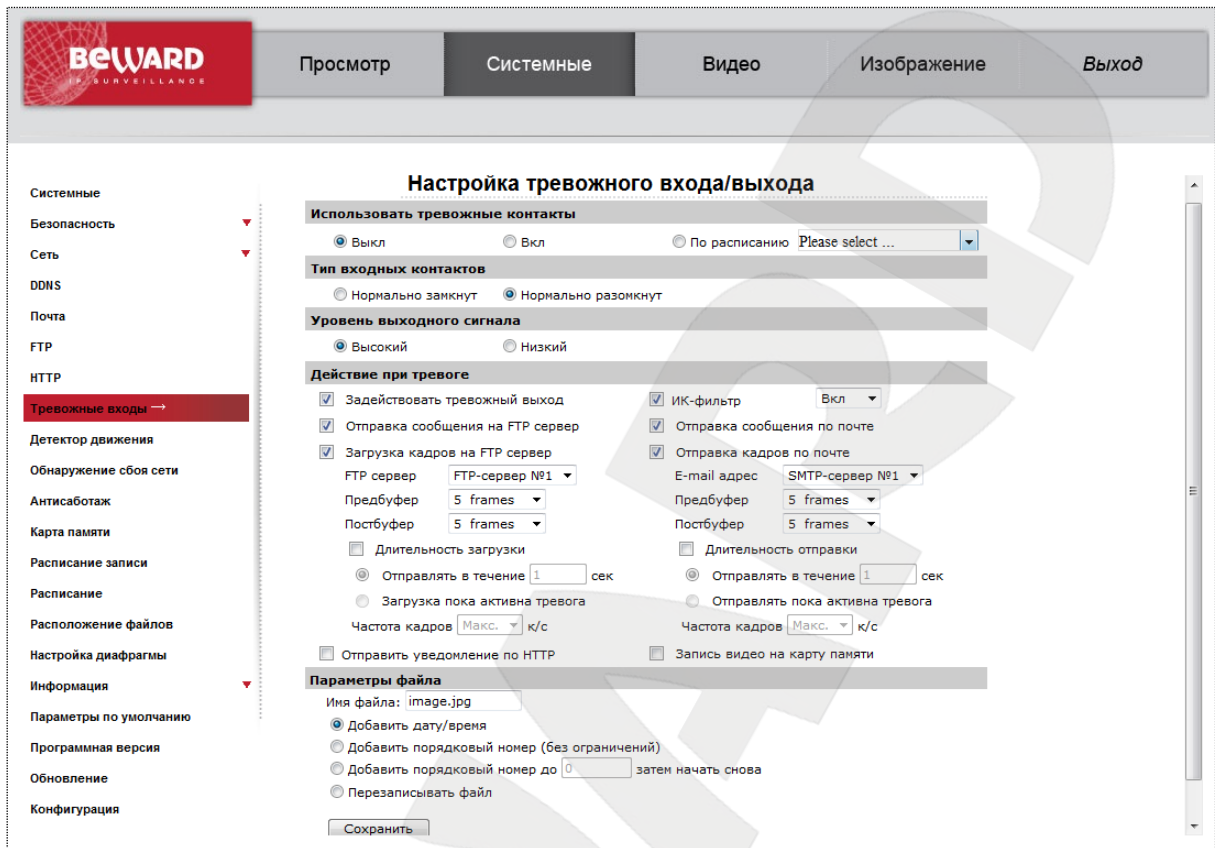 BEWARD
IP SURVEILLANCE
Просмотр
Системные
Видео
Изображение
Выход
Системные
Безопасность
Сеть
DDNS
Почта
FTP
HTTP
Тревожные входы →
Детектор движения
Обнаружение сбоя сети
Антисаботаж
Карта памяти
Расписание записи
Расписание
Расположение файлов
Настройка диафрагмы
Информация
Параметры по умолчанию
Программная версия
Обновление
Конфигурация
Настройка тревожного входа/выхода
Использовать тревожные контакты
Выкл Вкл По расписанию Please select ...
Тип входных контактов
Нормально замкнут Нормально разомкнут
Уровень выходного сигнала
Высокий Низкий
Действие при тревоге
Задействовать тревожный выход ИК-фильтр Вкл
Отправка сообщения на FTP сервер Отправка сообщения по почте
Загрузка кадров на FTP сервер Отправка кадров по почте
FTP сервер FTP-сервер №1 E-mail адрес SMTP-сервер №1
Предбуфер 5 frames Предбуфер 5 frames
Постбуфер 5 frames Постбуфер 5 frames
Длительность загрузки Длительность отправки
Отправлять в течение 1 сек Отправлять в течение 1 сек
Загрузка пока активна тревога Отправлять пока активна тревога
Частота кадров Макс. к/с Частота кадров Макс. к/с
Отправить уведомление по HTTP Запись видео на карту памяти
Параметры файла
Имя файла: image.jpg
Добавить дату/время
Добавить порядковый номер (без ограничений)
Добавить порядковый номер до 0 затем начать снова
Перезаписывать файл
Сохранить